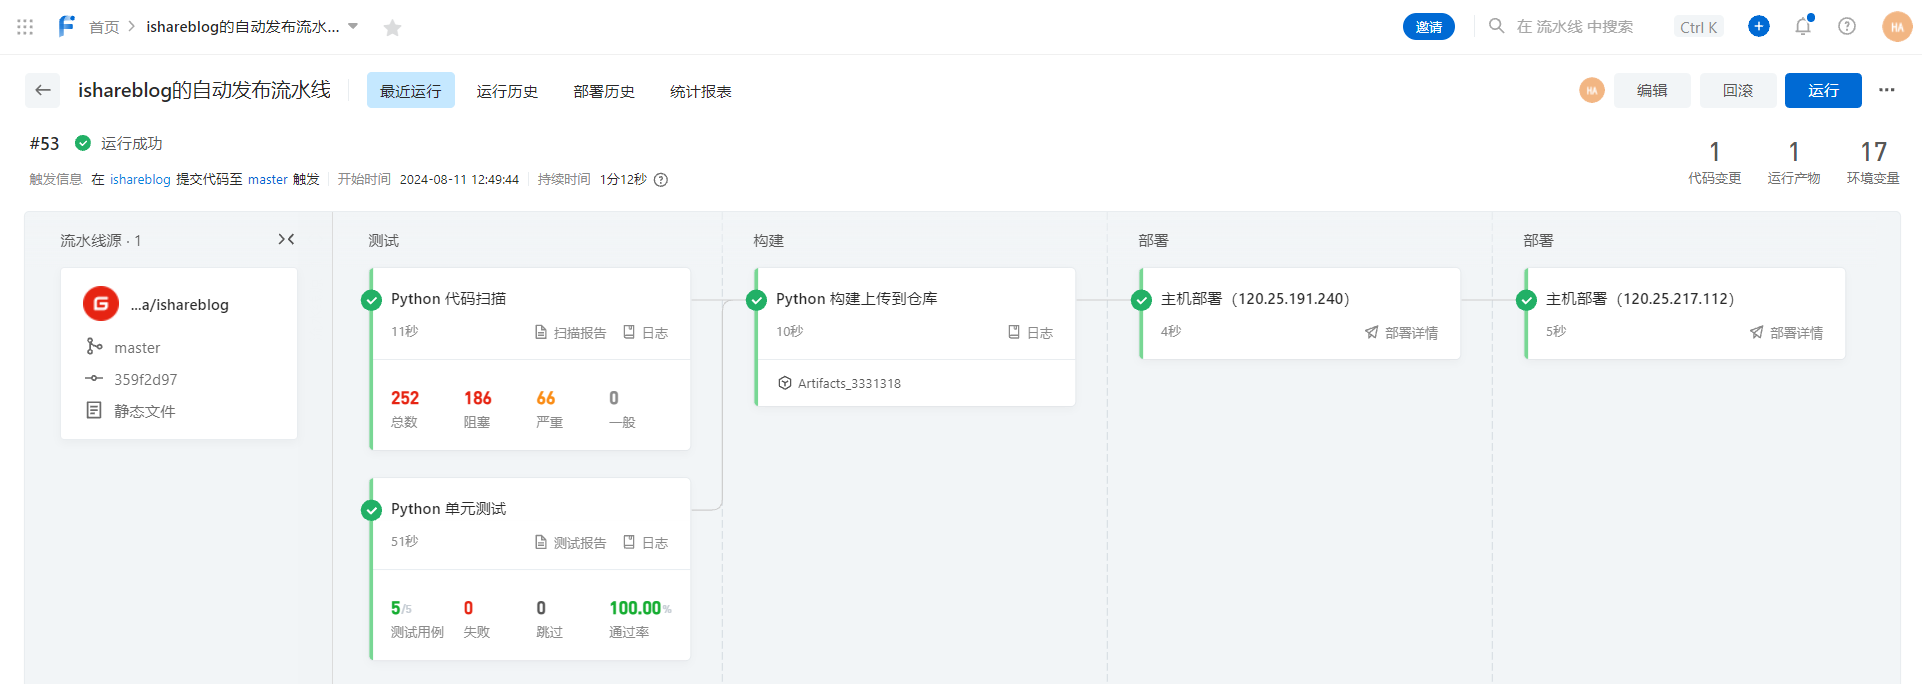 首页
ishareblog的自动发布流水...
邀请
在 流水线 中搜索
Ctrl K
HA
ishareblog的自动发布流水线
最近运行
运行历史
部署历史
统计报表
HA
编辑
回滚
运行
#53
运行成功
触发信息 在 ishareblog 提交代码至 master 触发
开始时间 2024-08-11 12:49:44
持续时间 1分12秒
1
代码变更
1
运行产物
17
环境变量
流水线源 · 1
...a/ishareblog
master
359f2d97
静态文件
测试
Python 代码扫描
11秒
扫描报告
日志
252
总数
186
阻塞
66
严重
0
一般
Python 单元测试
51秒
测试报告
日志
5/5
测试用例
0
失败
0
跳过
100.00%
通过率
构建
Python 构建上传到仓库
10秒
日志
Artifacts_3331318
部署
主机部署（120.25.191.240）
4秒
部署详情
部署
主机部署（120.25.217.112）
5秒
部署详情